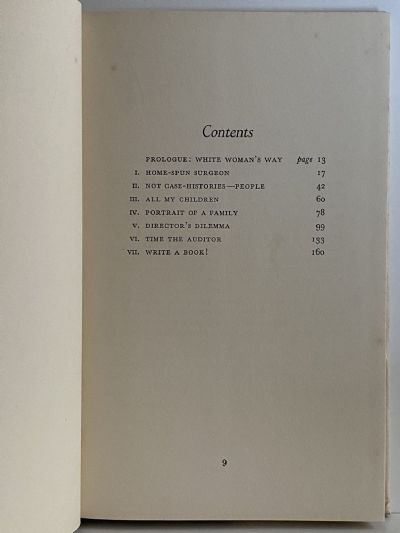 Contents
PROLOGUE: WHITE WOMAN'S WAY page 13
I. HOME-SPUN SURGEON 17
II. NOT CASE-HISTORIES—PEOPLE 42
III. ALL MY CHILDREN 60
IV. PORTRAIT OF A FAMILY 78
V. DIRECTOR'S DILEMMA 99
VI. TIME THE AUDITOR 133
VII. WRITE A BOOK! 160
9